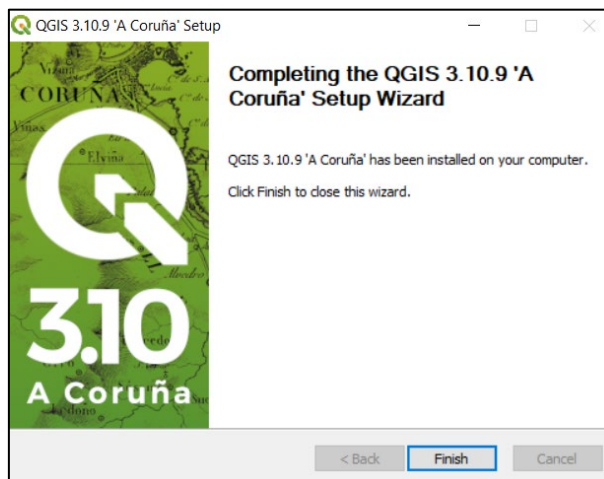 QGIS 3.10.9 'A Coruña' Setup
Completing the QGIS 3.10.9 'A
Coruña' Setup Wizard
QGIS 3.10.9 'A Coruña' has been installed on your computer.
Click Finish to close this wizard.
CORUNA
Elviña
3.10
A Coruña
< Back
Finish
Cancel